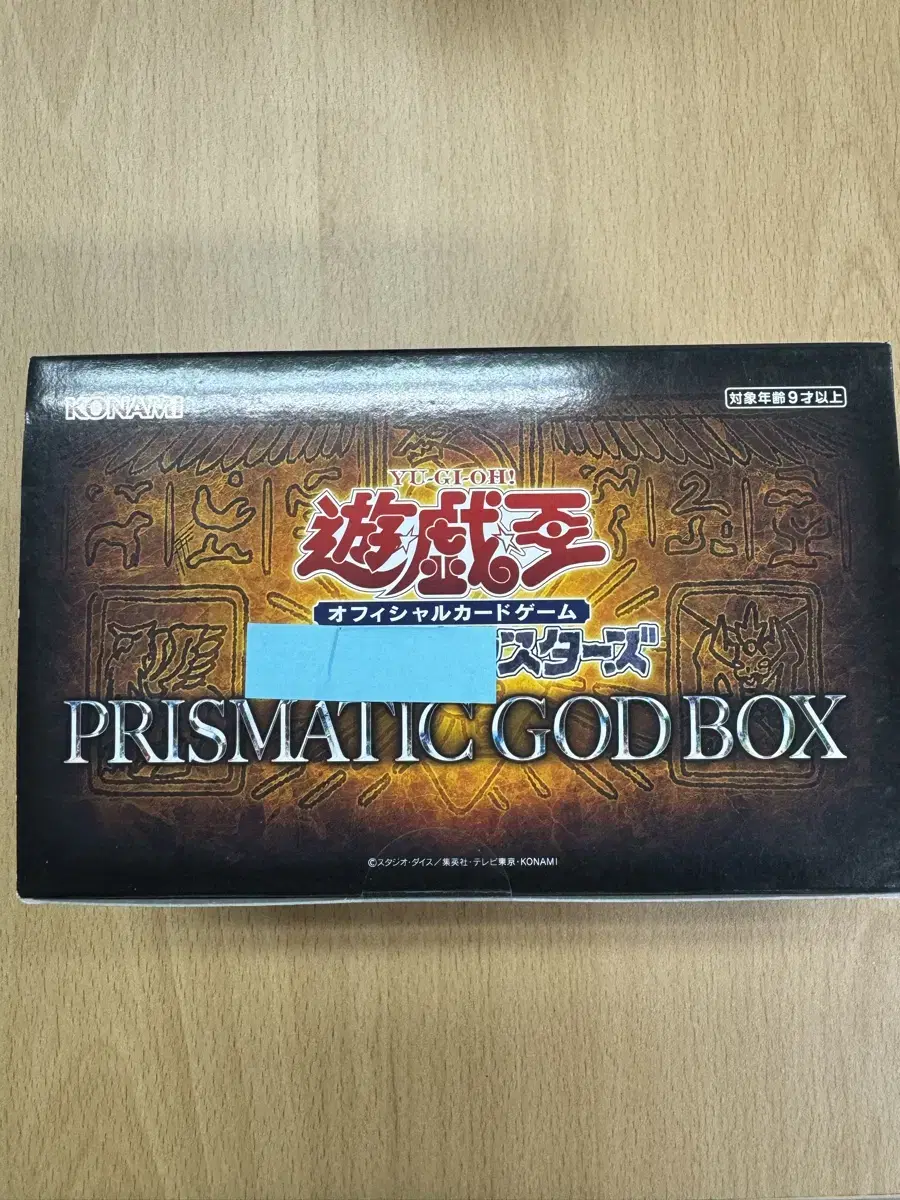 KONAMI
対象年齢9才以上
YU-GI-OH!
遊☆戯☆王
オフィシャルカードゲーム
スターズ
PRISMATIC GOD BOX
©スタジオ・ダイス／集英社・テレビ東京・KONAMI